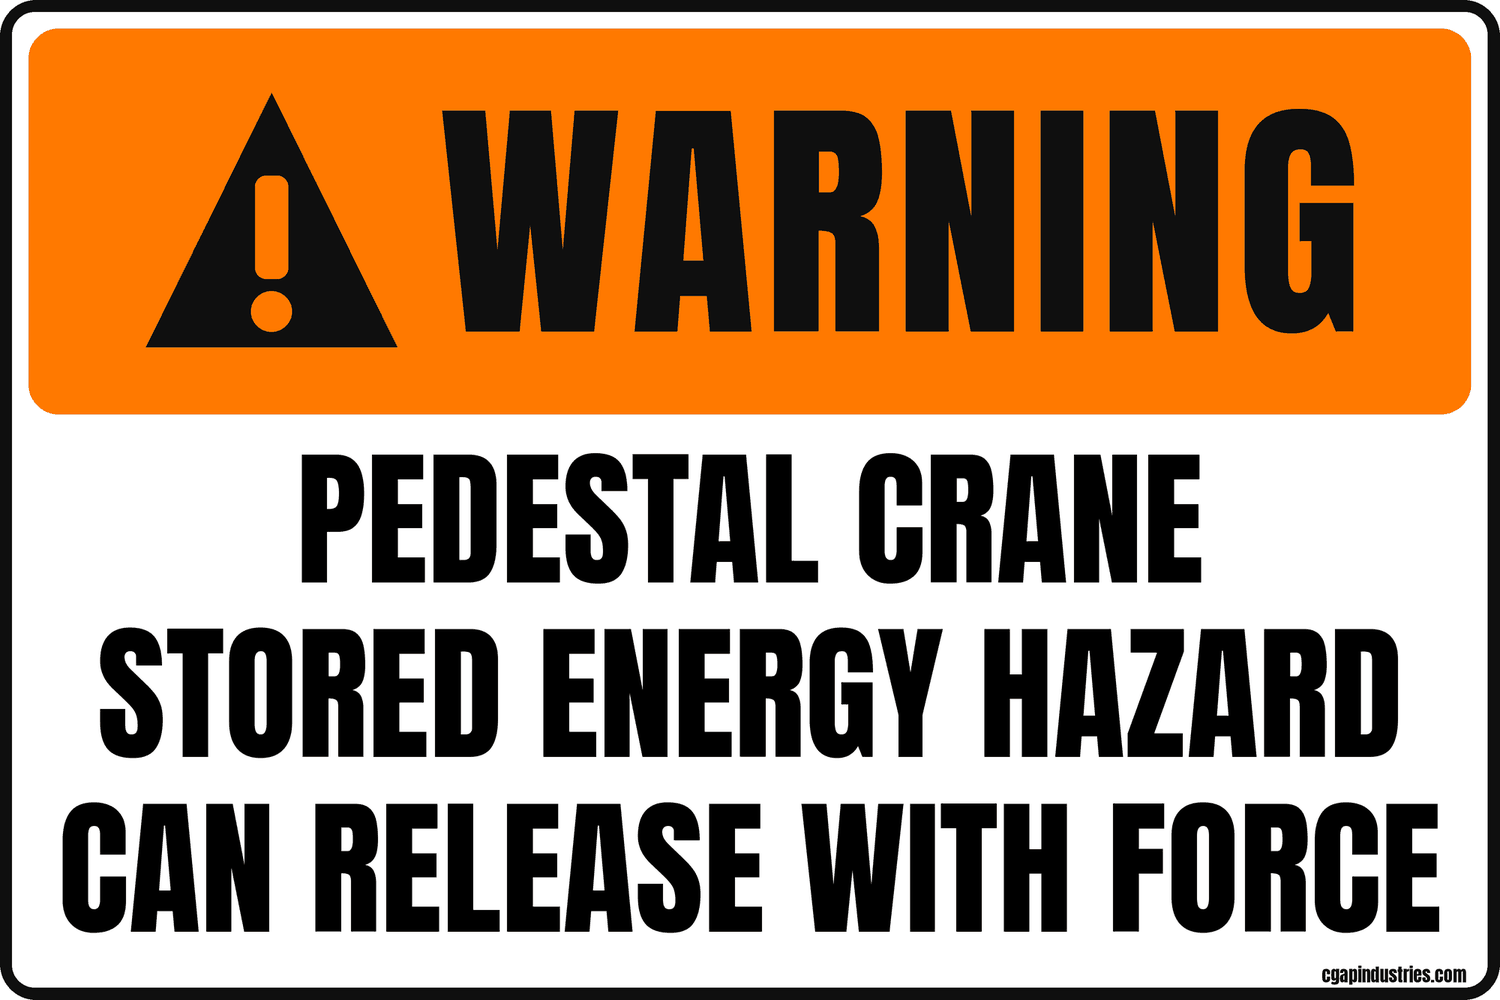 WARNING
PEDESTAL CRANE
STORED ENERGY HAZARD
CAN RELEASE WITH FORCE
cgapindustries.com